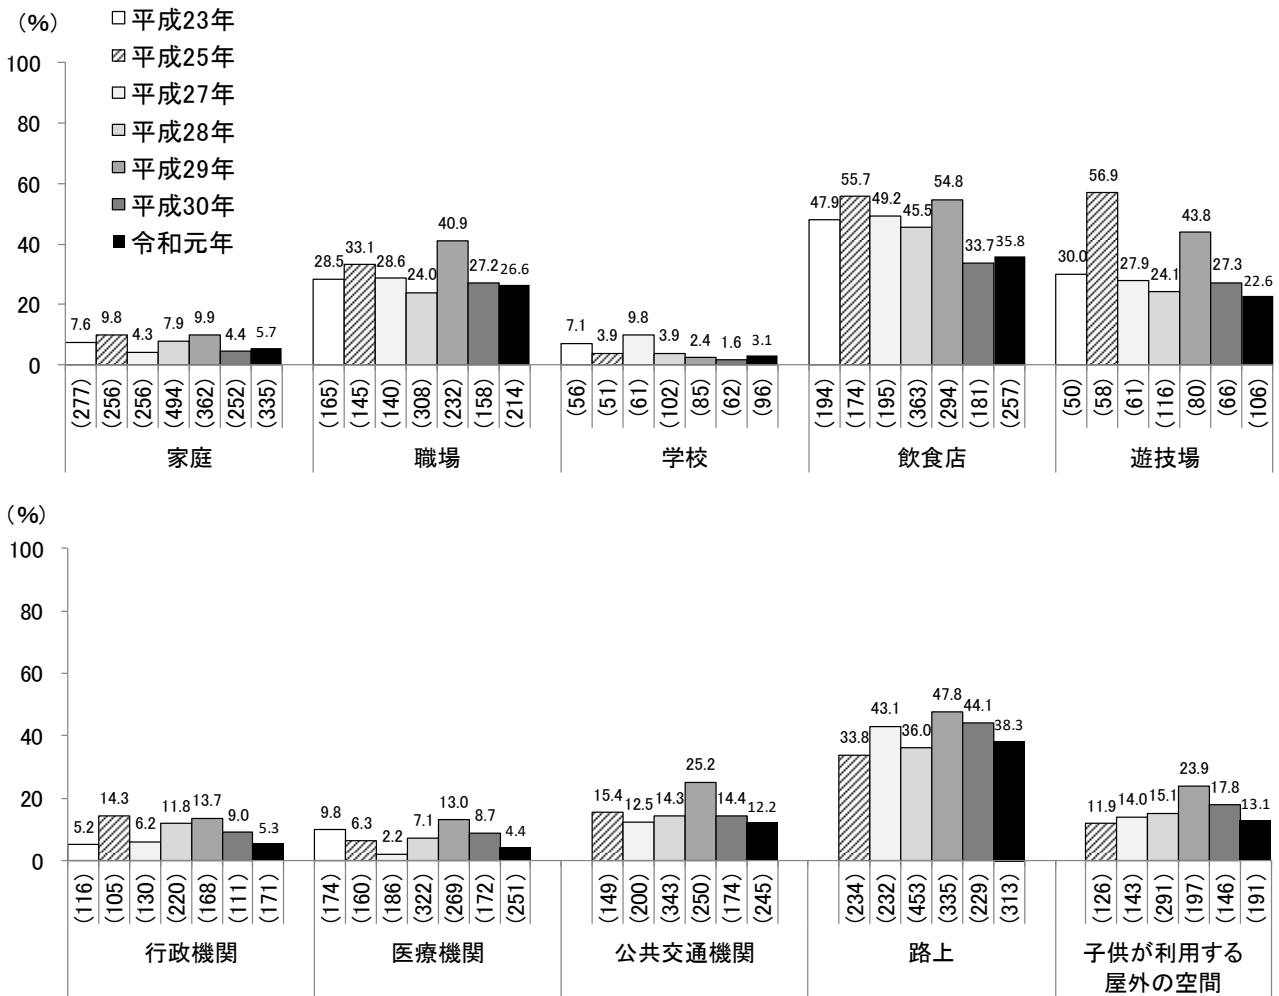 (%)
□平成23年
平成25年
□平成27年
平成28年
平成29年
平成30年
■令和元年
100
80
60
40
20
0
7.6 9.8 4.3 7.9 9.9 4.4 5.7
28.5 33.1 28.6 24.0 40.9 27.2 26.6
7.1 3.9 9.8 3.9 2.4 1.6 3.1
47.9 55.7 49.2 45.5 54.8 33.7 35.8
30.0 56.9 27.9 24.1 43.8 27.3 22.6
(277) (256) (256) (494) (362) (252) (335)
(165) (145) (140) (308) (232) (158) (214)
(56) (51) (61) (102) (85) (62) (96)
(194) (174) (195) (363) (294) (181) (257)
(50) (58) (61) (116) (80) (66) (106)
家庭 職場 学校 飲食店 遊技場
(%)
100
80
60
40
20
0
5.2 14.3 6.2 11.8 13.7 9.0 5.3
9.8 6.3 2.2 7.1 13.0 8.7 4.4
15.4 12.5 14.3 25.2 14.4 12.2
33.8 43.1 36.0 47.8 44.1 38.3
11.9 14.0 15.1 23.9 17.8 13.1
(116) (105) (130) (220) (168) (111) (171)
(174) (160) (186) (322) (269) (172) (251)
(149) (200) (343) (250) (174) (245)
(234) (232) (453) (335) (229) (313)
(126) (143) (291) (197) (146) (191)
行政機関 医療機関 公共交通機関 路上 子供が利用する
屋外の空間